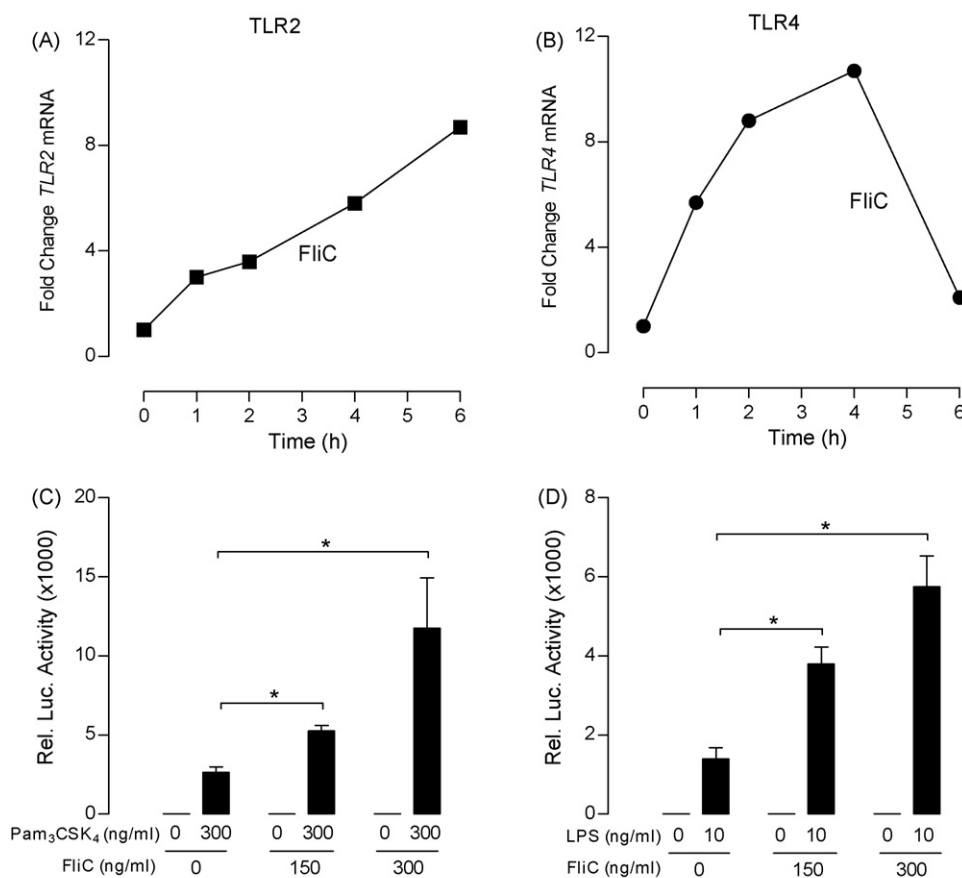 (A)
TLR2
Fold Change TLR2 mRNA
12
8
4
0
FliC
0 1 2 3 4 5 6
Time (h)
(B)
TLR4
Fold Change TLR4 mRNA
12
8
4
0
FliC
0 1 2 3 4 5 6
Time (h)
(C)
Rel. Luc. Activity (x1000)
20
15
10
5
0
*
*
Pam₃CSK₄ (ng/ml) 0 300 0 300 0 300
FliC (ng/ml) 0 150 300
(D)
Rel. Luc. Activity (x1000)
8
6
4
2
0
*
*
LPS (ng/ml) 0 10 0 10 0 10
FliC (ng/ml) 0 150 300